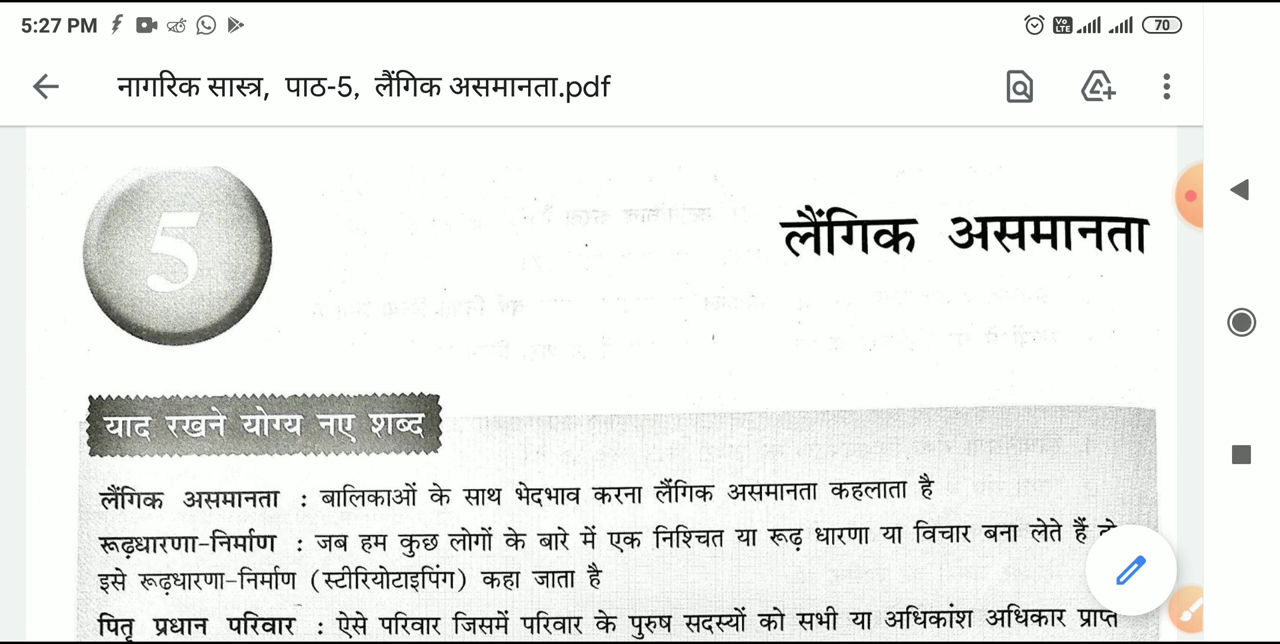 5:27 PM
Vo LTE
70
नागरिक सास्त्र, पाठ-5, लैंगिक असमानता.pdf
5
लैंगिक असमानता
याद रखने योग्य नए शब्द
लैंगिक असमानता : बालिकाओं के साथ भेदभाव करना लैंगिक असमानता कहलाता है
रूढ़धारणा-निर्माण : जब हम कुछ लोगों के बारे में एक निश्चित या रूढ़ धारणा या विचार बना लेते हैं
इसे रूढ़धारणा-निर्माण (स्टीरियोटाइपिंग) कहा जाता है
पितृ प्रधान परिवार : ऐसे परिवार जिसमें परिवार के पुरुष सदस्यों को सभी या अधिकांश अधिकार प्राप्त